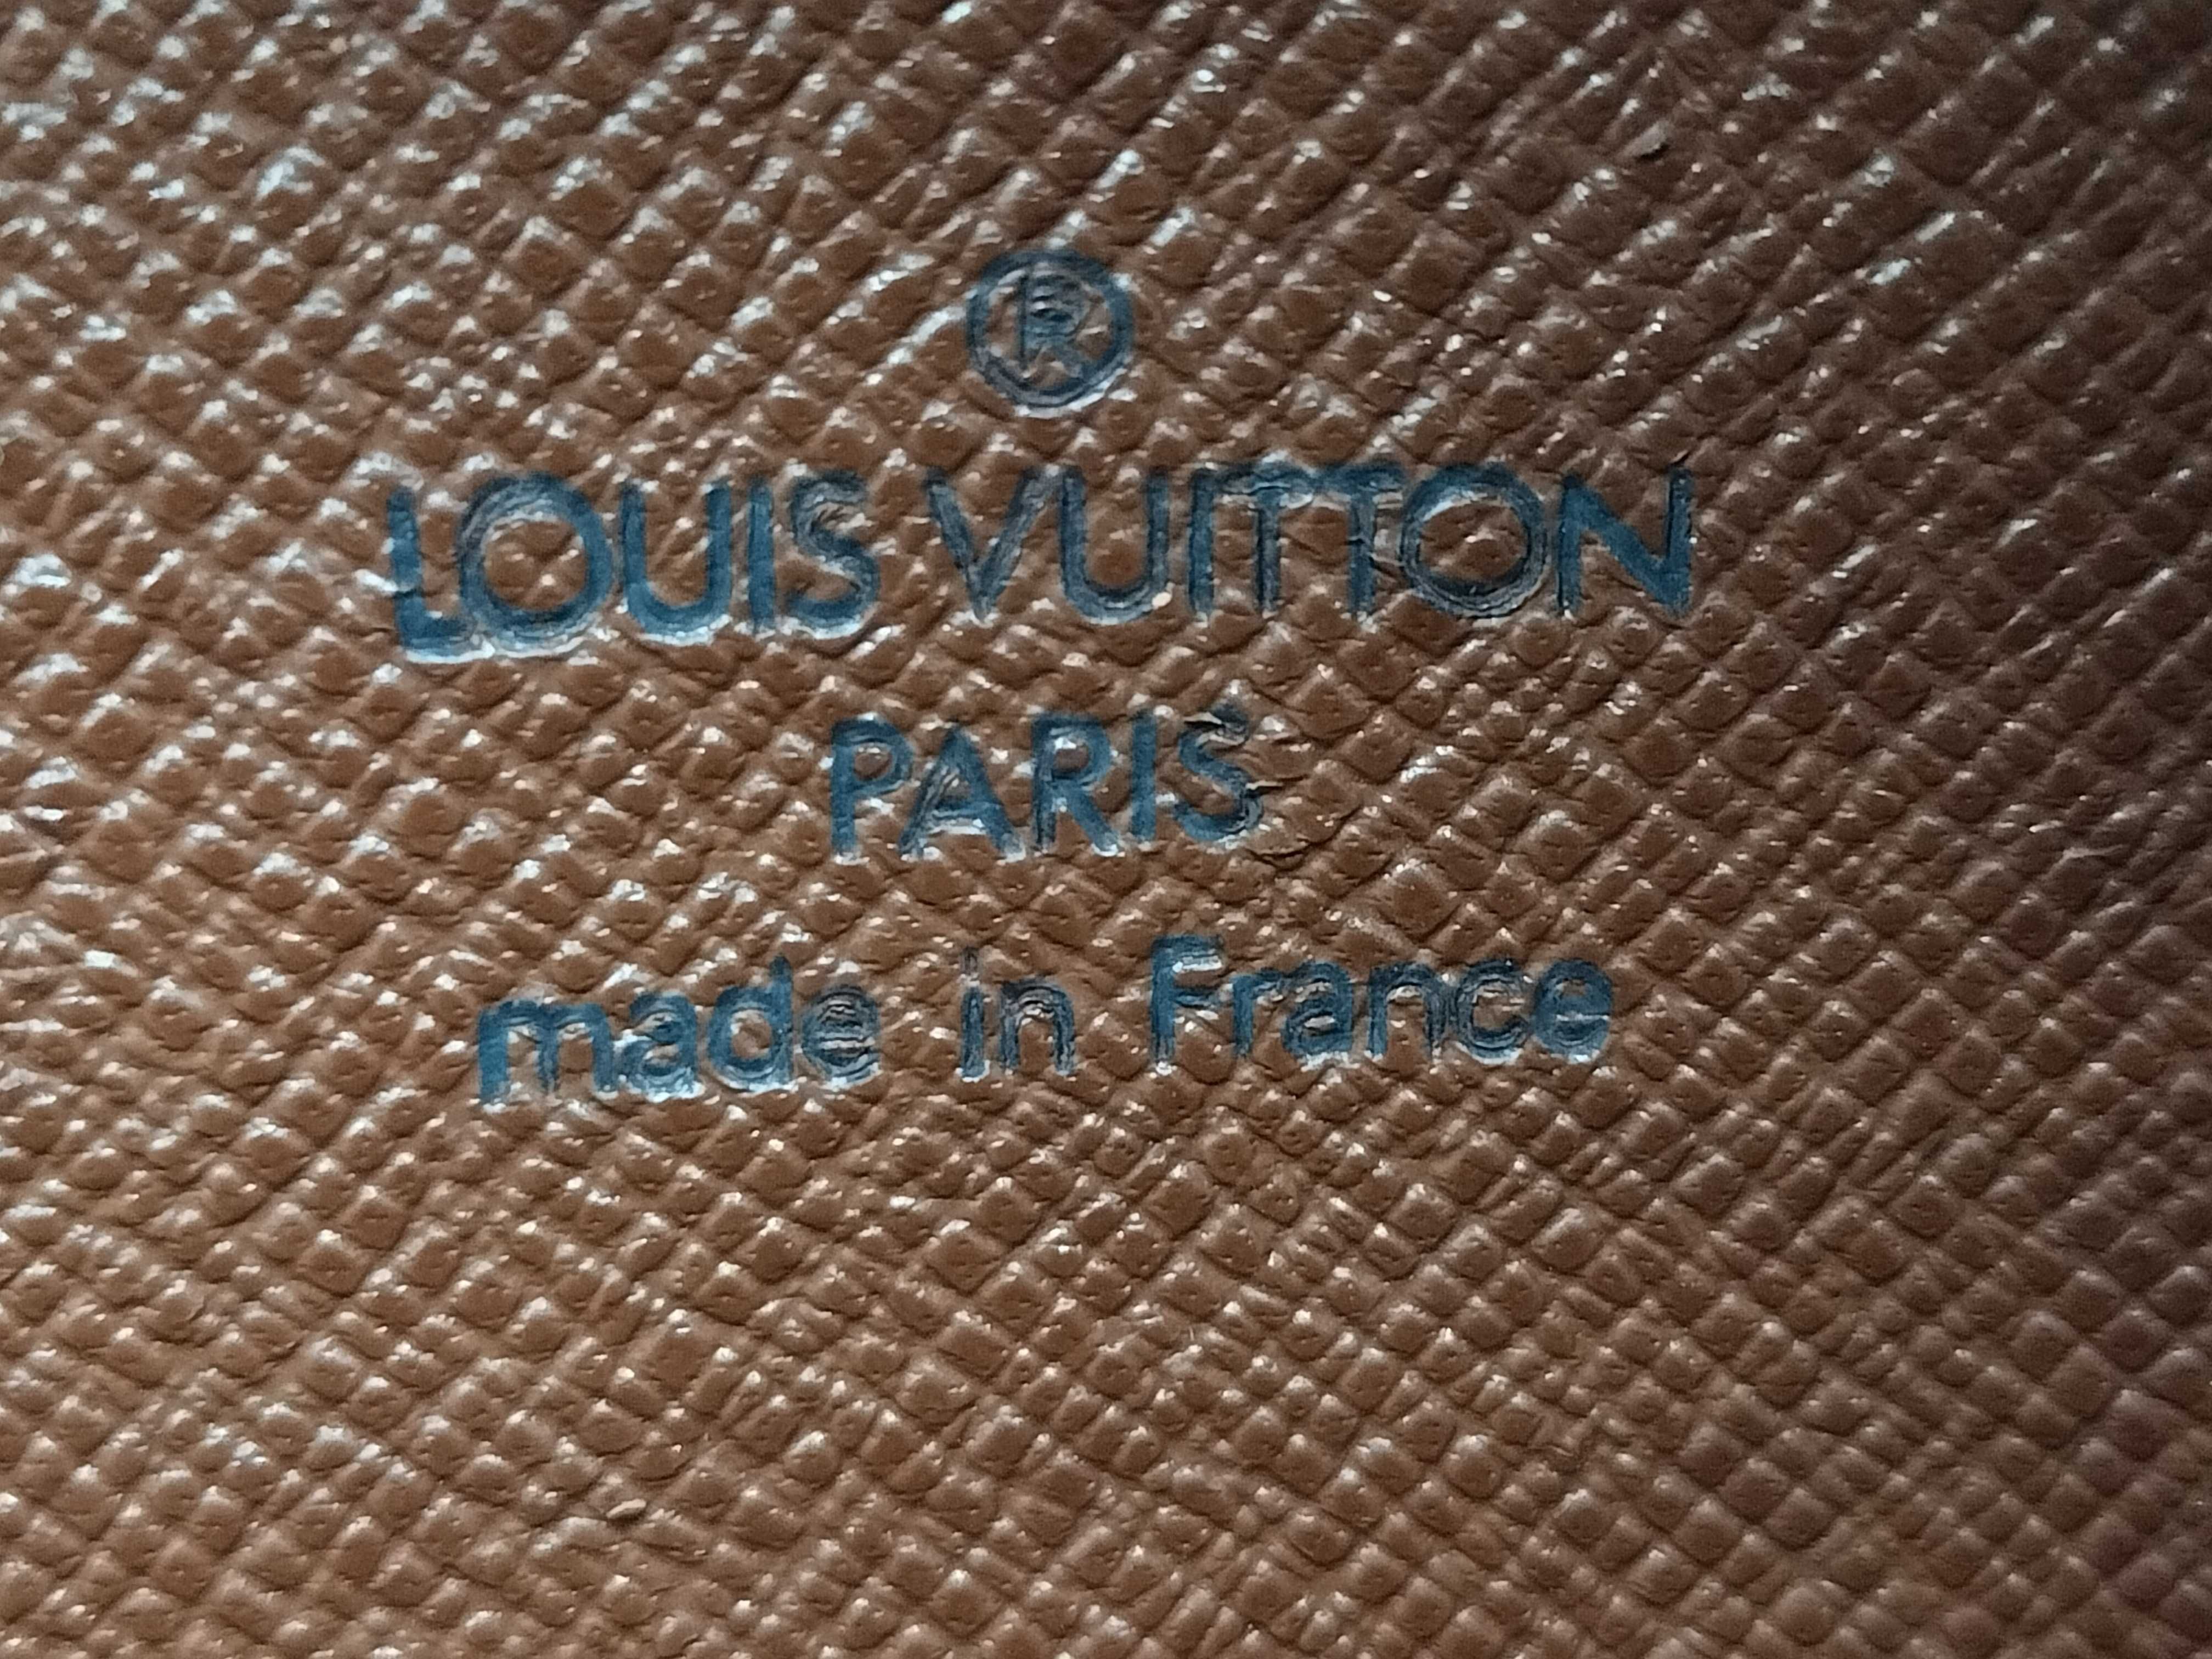 ®
LOUIS VUITTON
PARIS
made in France